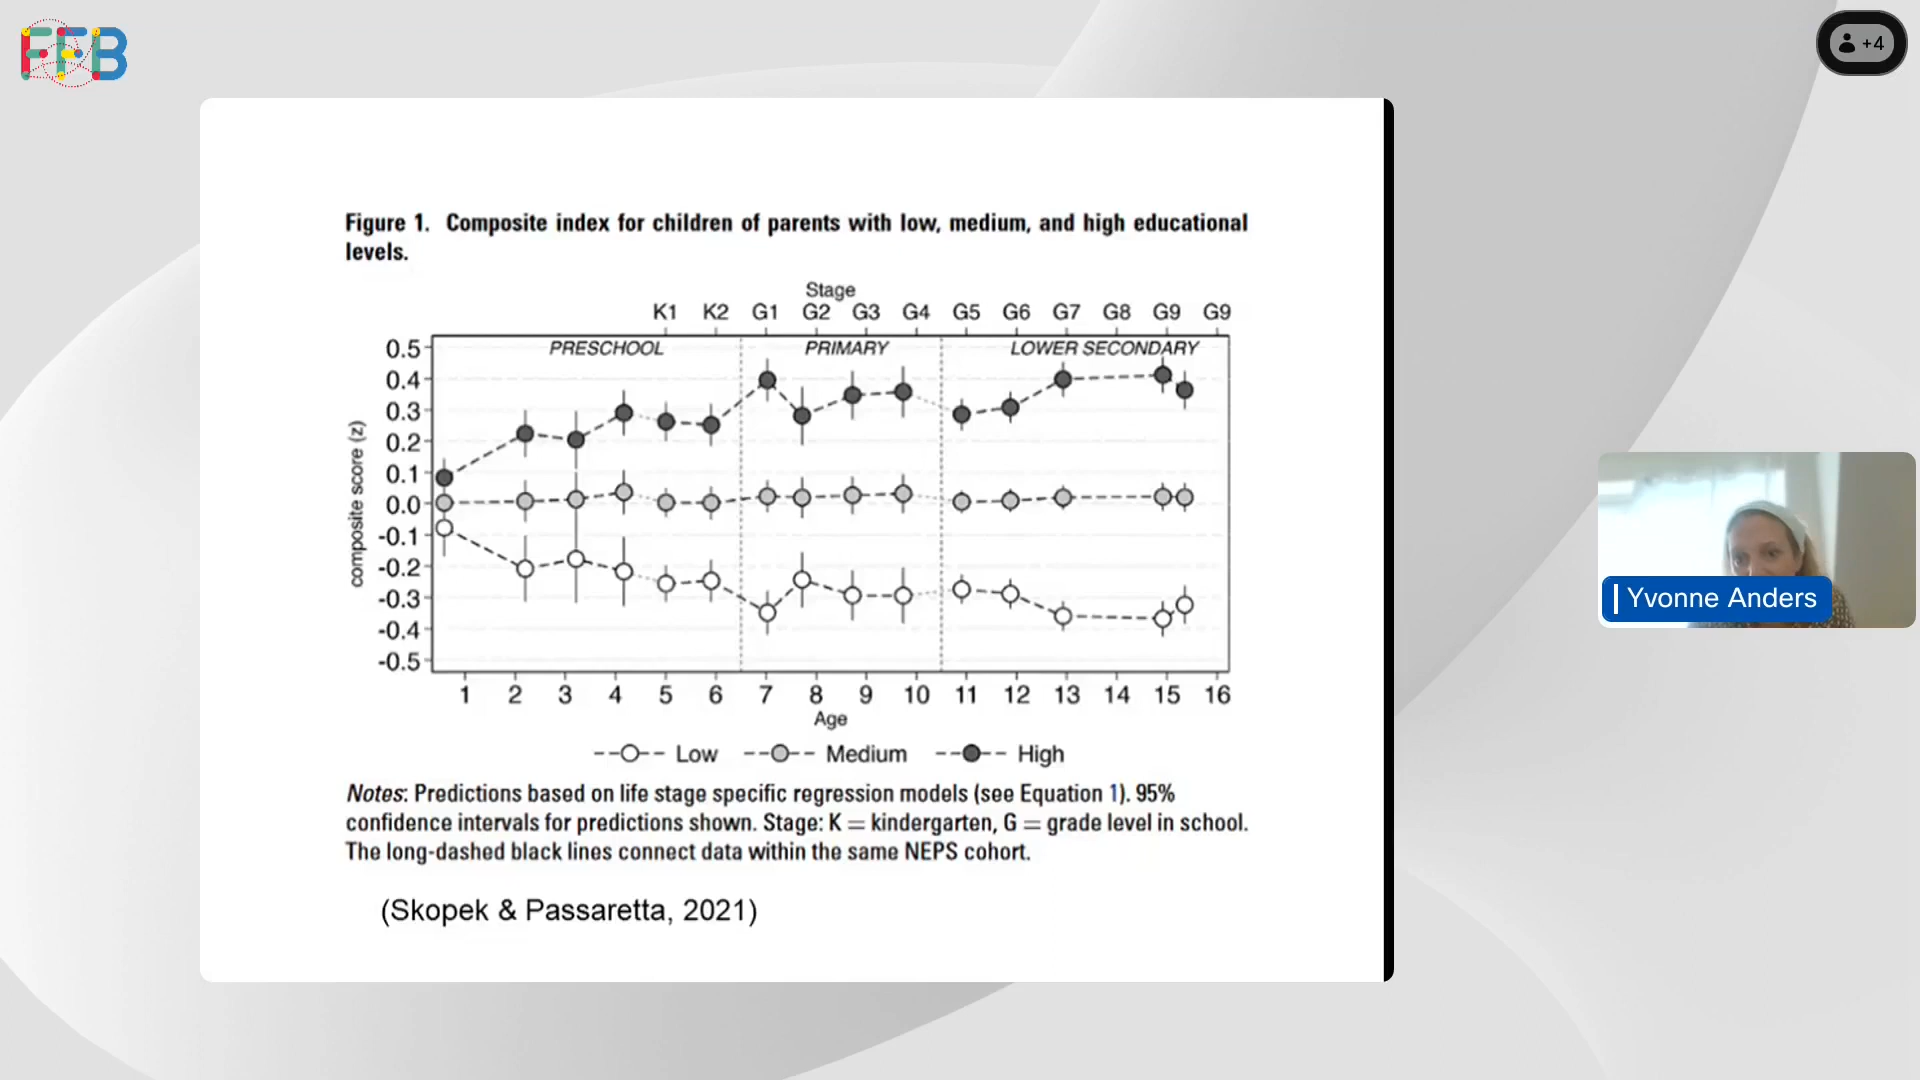 FFB
+4
Figure 1. Composite index for children of parents with low, medium, and high educational
levels.
Stage
K1 K2 G1 G2 G3 G4 G5 G6 G7 G8 G9 G9
PRESCHOOL PRIMARY LOWER SECONDARY
0.5
0.4
0.3
0.2
0.1
0.0
-0.1
-0.2
-0.3
-0.4
-0.5
composite score (z)
1 2 3 4 5 6 7 8 9 10 11 12 13 14 15 16
Age
Low Medium High
Notes: Predictions based on life stage specific regression models (see Equation 1). 95%
confidence intervals for predictions shown. Stage: K = kindergarten, G = grade level in school.
The long-dashed black lines connect data within the same NEPS cohort.
(Skopek & Passaretta, 2021)
Yvonne Anders